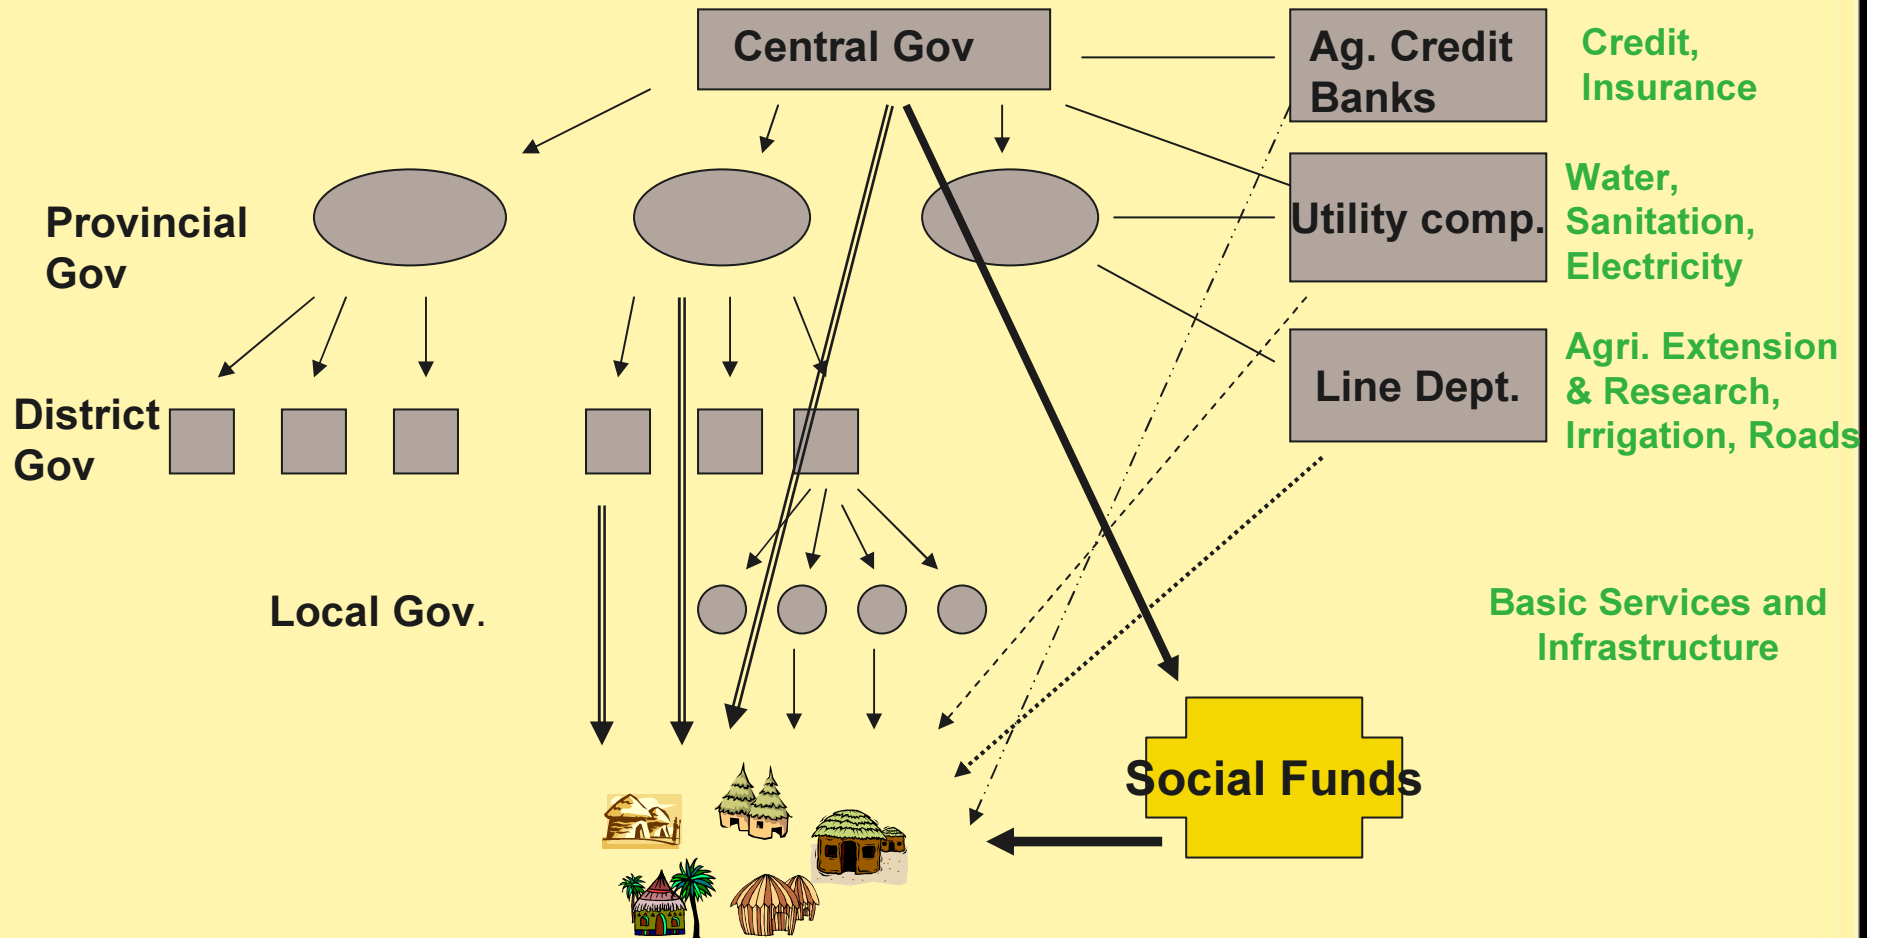 Central Gov
Ag. Credit
Banks
Credit,
Insurance
Provincial
Gov
Utility comp.
Water,
Sanitation,
Electricity
District
Gov
Line Dept.
Agri. Extension
& Research,
Irrigation, Roads
Local Gov.
Basic Services and
Infrastructure
Social Funds